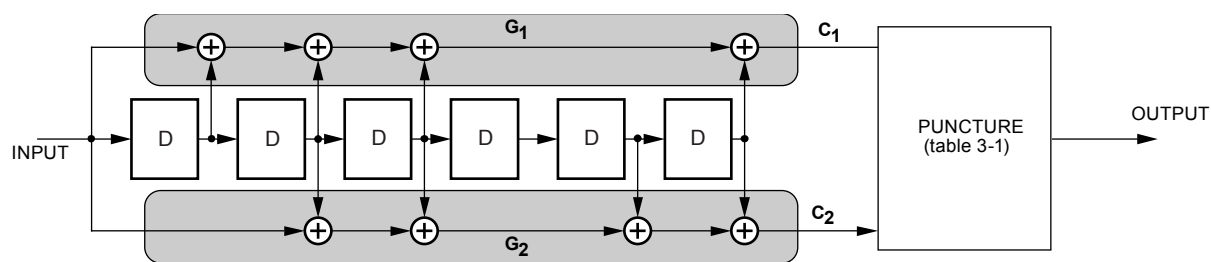 G1
C1
D D D D D D
INPUT
PUNCTURE
(table 3-1)
OUTPUT
G2
C2